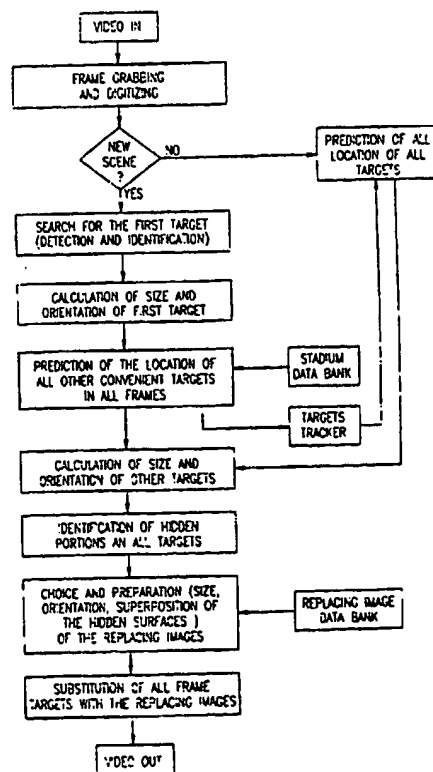 VIDEO IN
FRAME GRABBING
AND DIGITIZING
NEW
SCENE
?
NO
YES
PREDICTION OF ALL
LOCATION OF ALL
TARGETS
SEARCH FOR THE FIRST TARGET
(DETECTION AND IDENTIFICATION)
CALCULATION OF SIZE AND
ORIENTATION OF FIRST TARGET
PREDICTION OF THE LOCATION OF
ALL OTHER CONVENIENT TARGETS
IN ALL FRAMES
STADIUM
DATA BANK
TARGETS
TRACKER
CALCULATION OF SIZE AND
ORIENTATION OF OTHER TARGETS
IDENTIFICATION OF HIDDEN
PORTIONS AN ALL TARGETS
CHOICE AND PREPARATION (SIZE,
ORIENTATION, SUPERPOSITION OF
THE HIDDEN SURFACES )
OF THE REPLACING IMAGES
REPLACING IMAGE
DATA BANK
SUBSTITUTION OF ALL FRAME
TARGETS WITH THE REPLACING IMAGES
VIDEO OUT